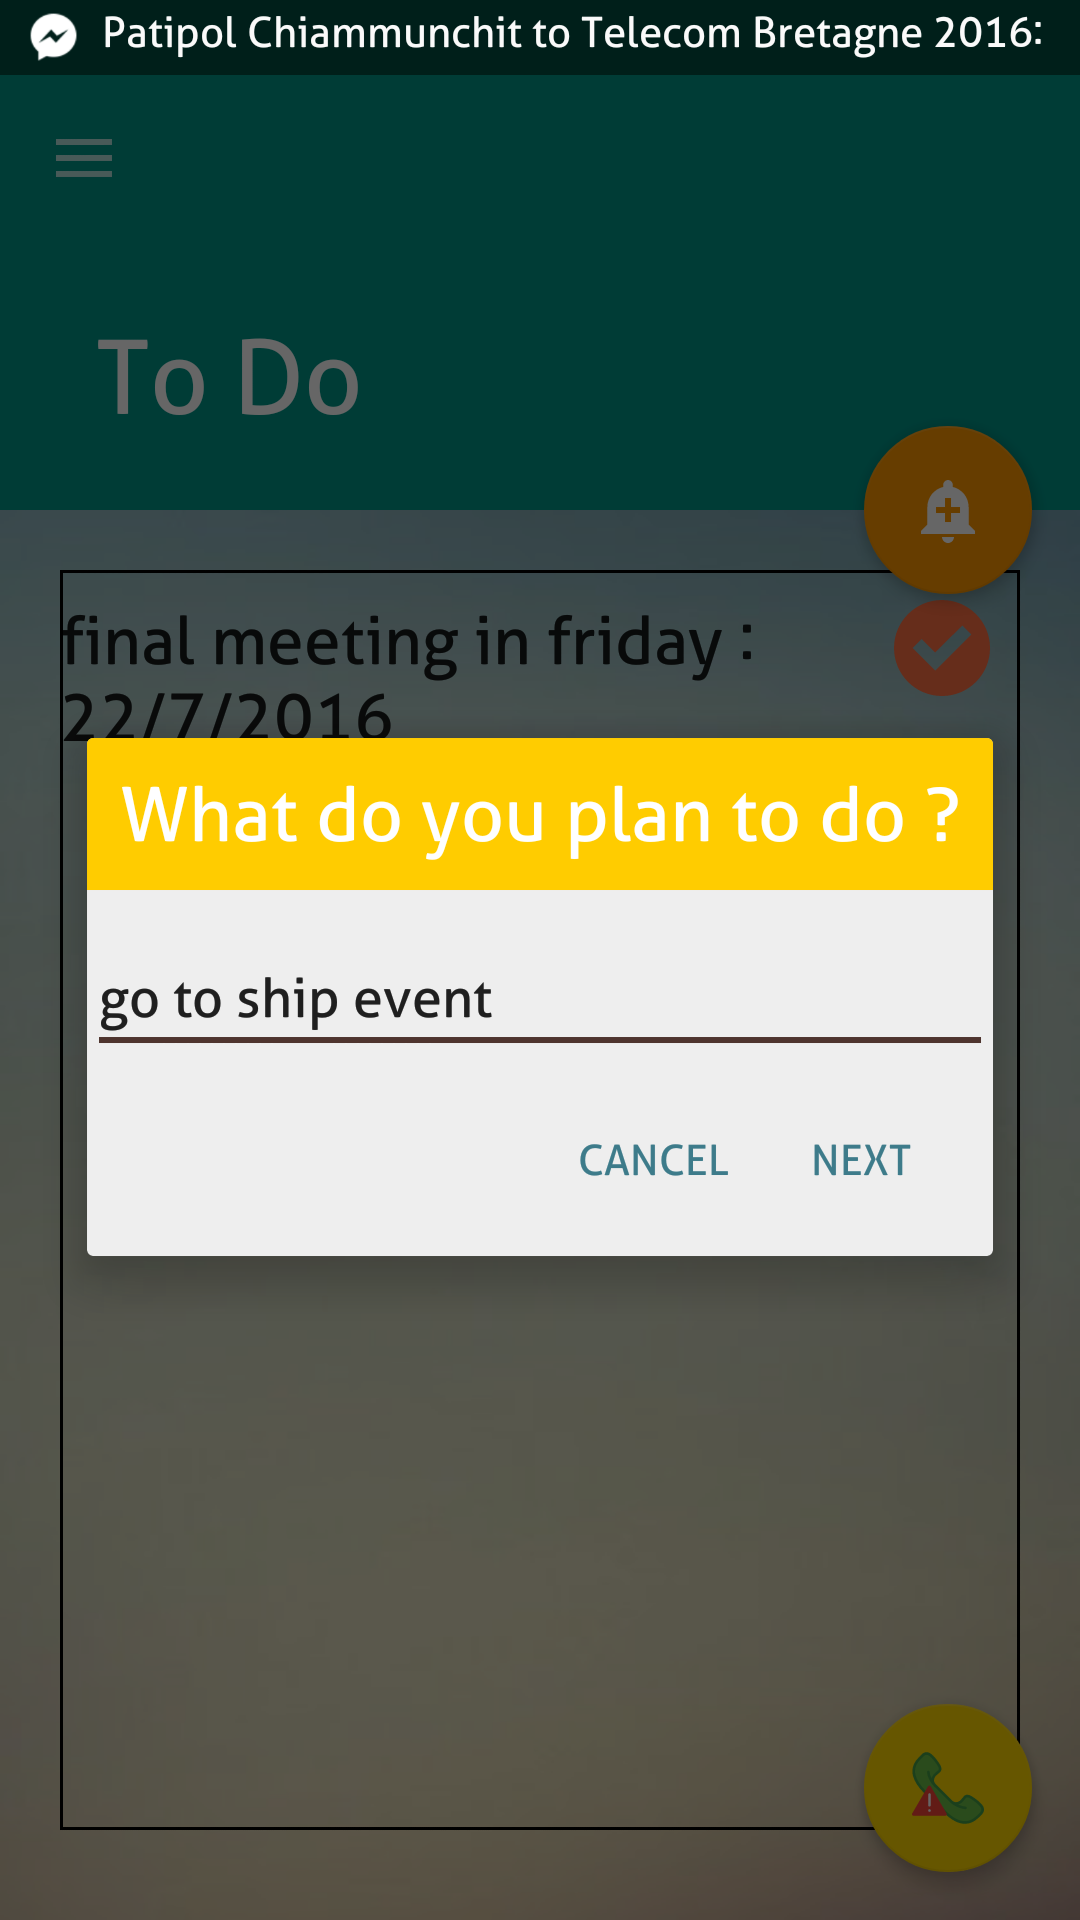 Patipol Chiammunchit to Telecom Bretagne 2016:
To Do
final meeting in friday :
22/7/2016
What do you plan to do ?
go to ship event
CANCEL NEXT